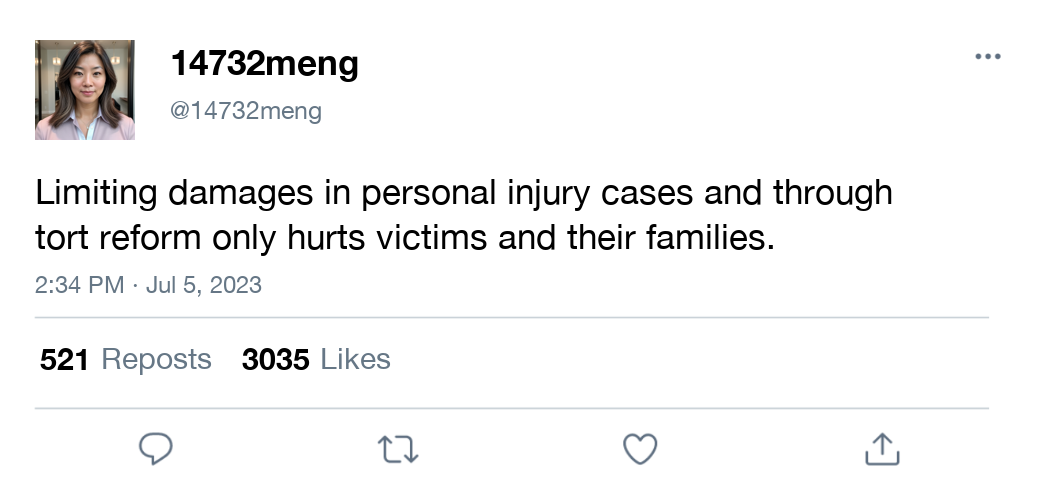 14732meng
@14732meng
Limiting damages in personal injury cases and through
tort reform only hurts victims and their families.
2:34 PM · Jul 5, 2023
521 Reposts 3035 Likes